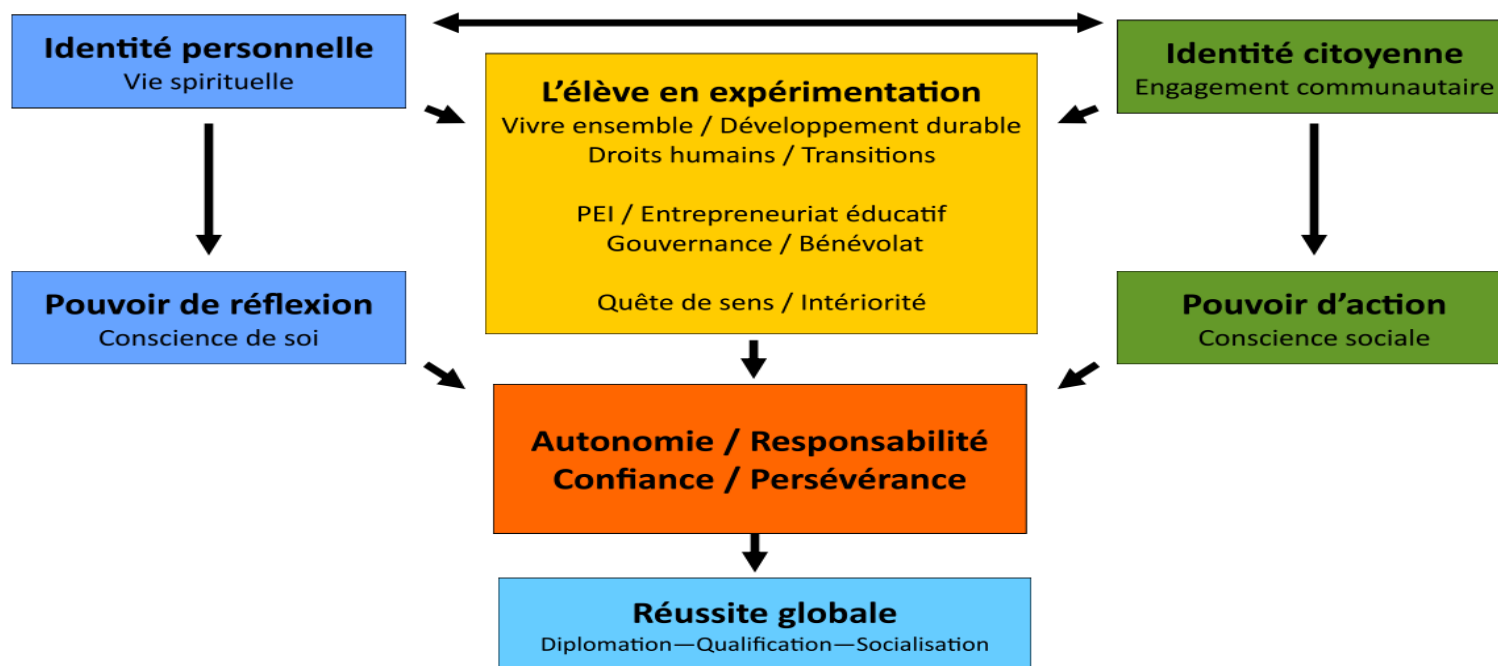 Identité personnelle
Vie spirituelle
Identité citoyenne
Engagement communautaire
L’élève en expérimentation
Vivre ensemble / Développement durable
Droits humains / Transitions
PEI / Entrepreneuriat éducatif
Gouvernance / Bénévolat
Quête de sens / Intériorité
Pouvoir de réflexion
Conscience de soi
Pouvoir d’action
Conscience sociale
Autonomie / Responsabilité
Confiance / Persévérance
Réussite globale
Diplomation—Qualification—Socialisation